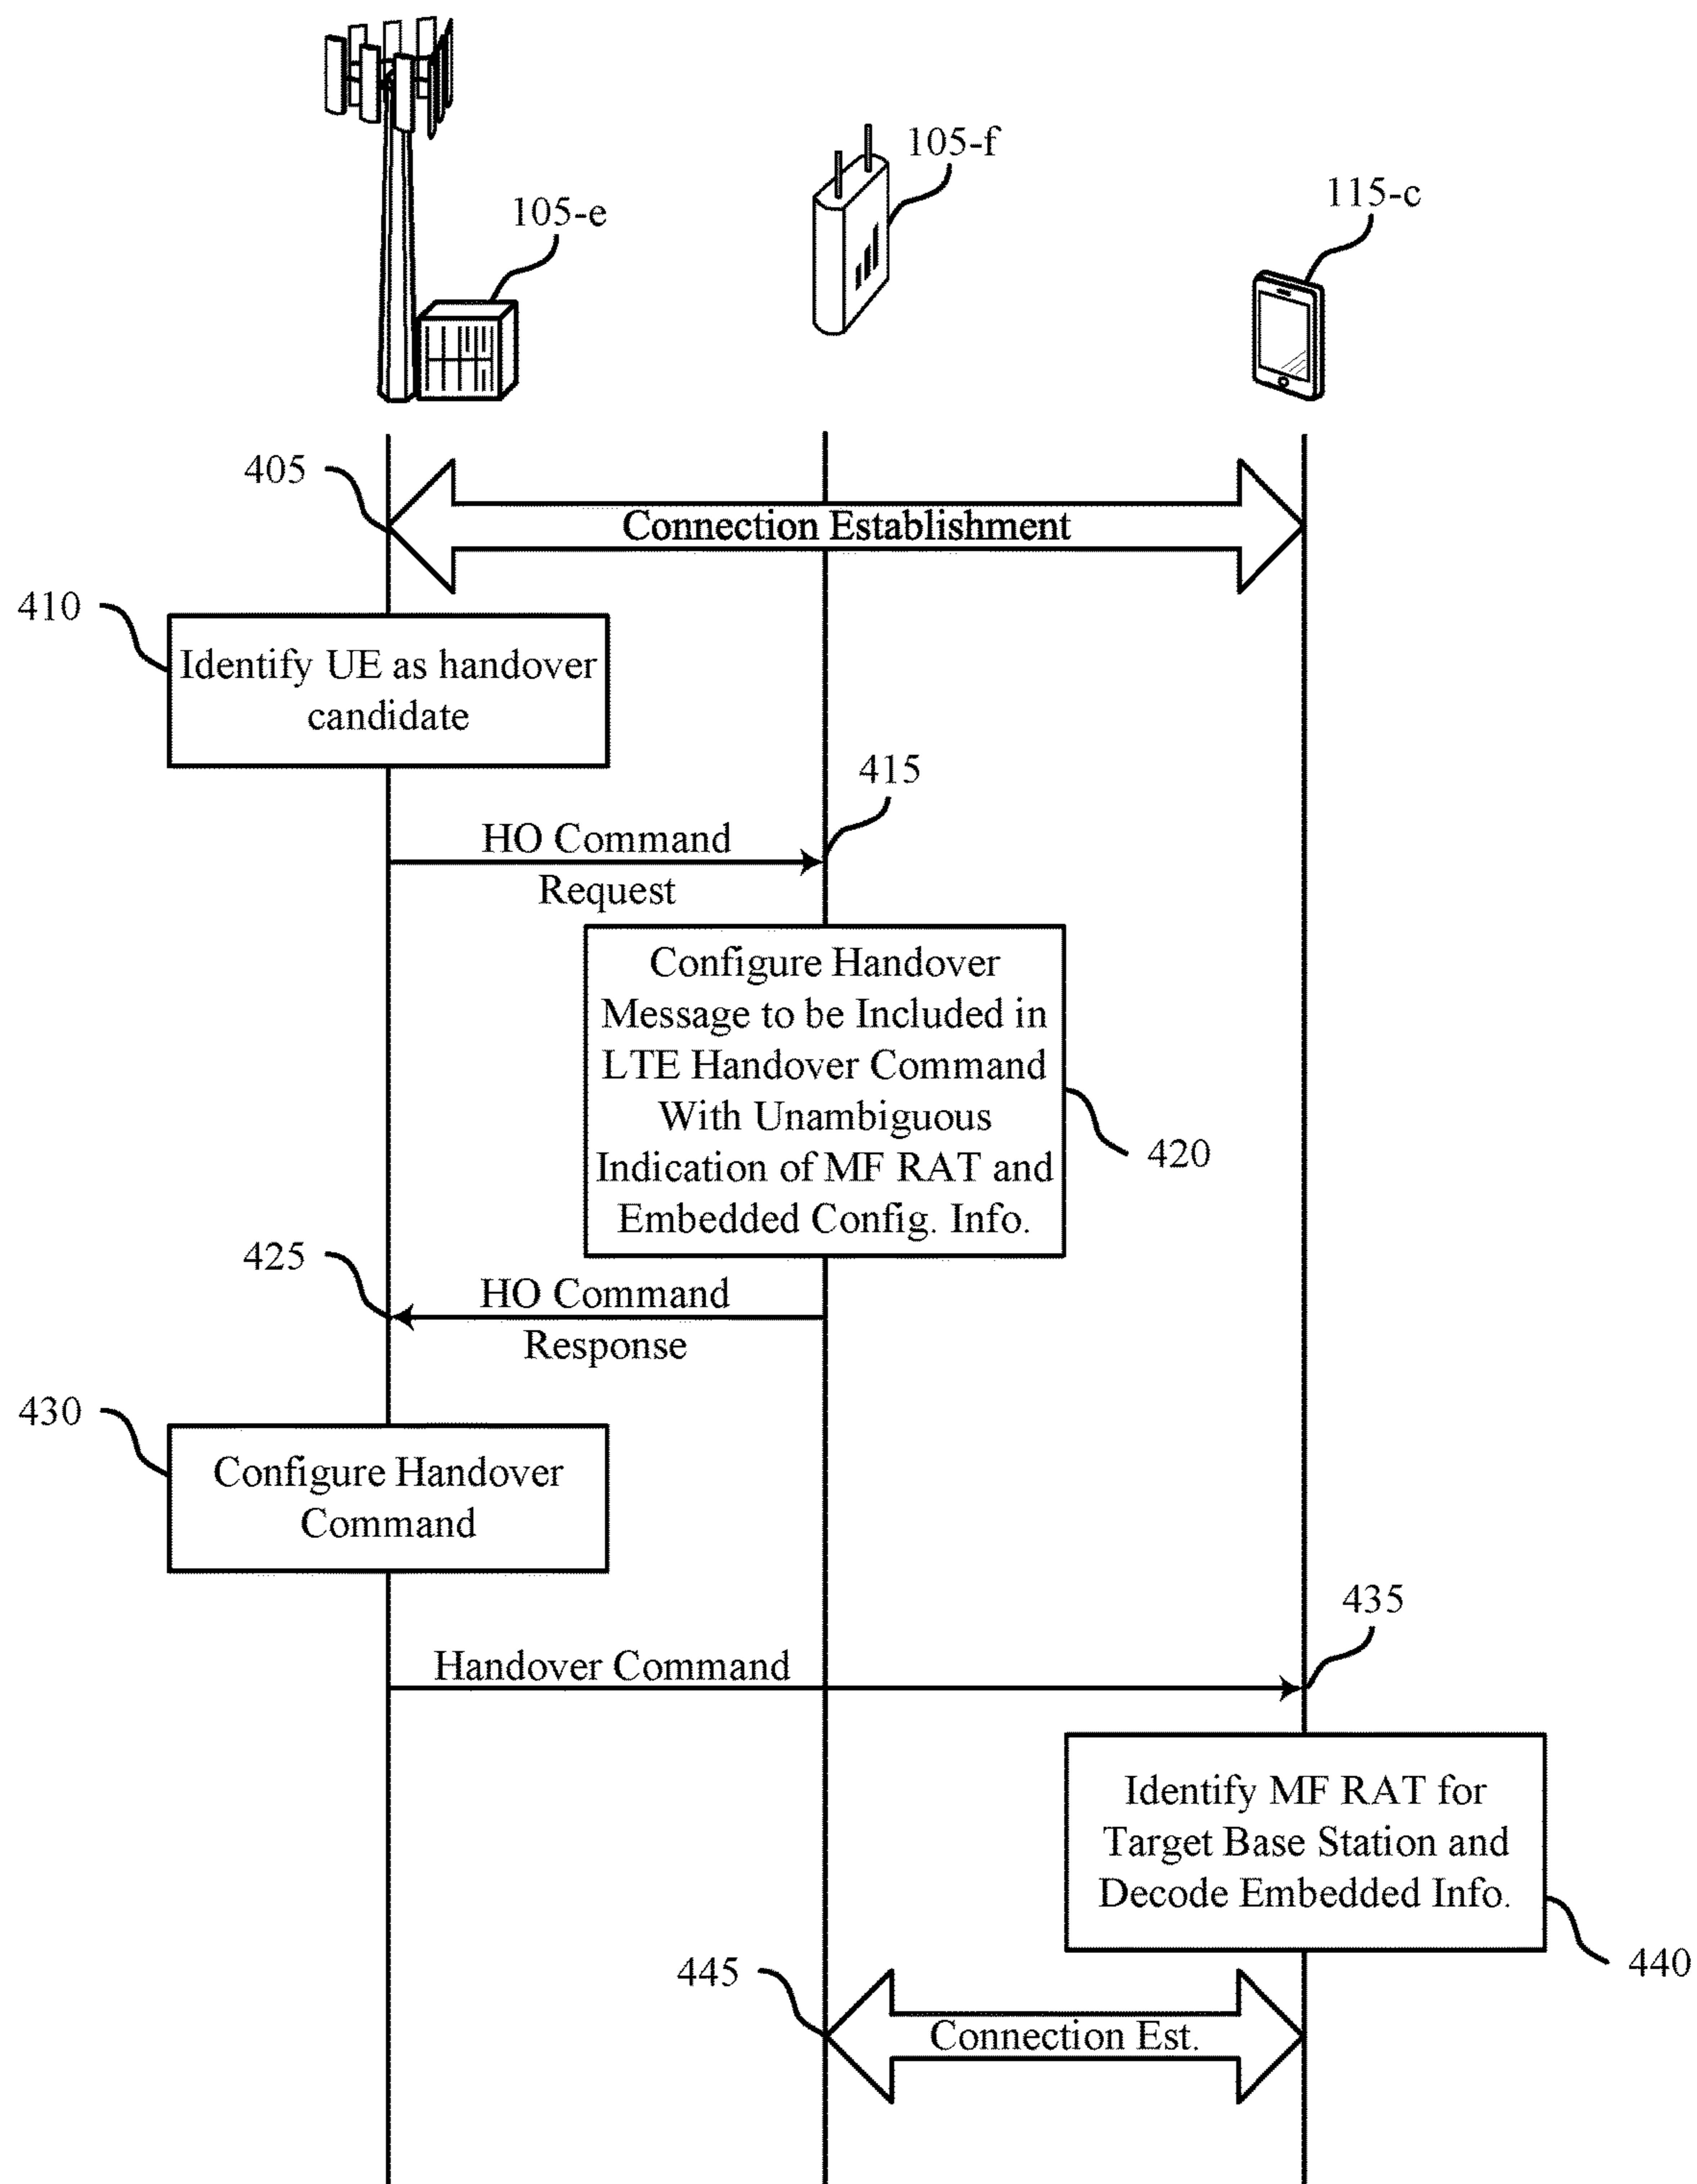 105-f
115-c
105-e
405
Connection Establishment
410
Identify UE as handover
candidate
415
HO Command
Request
Configure Handover
Message to be Included in
LTE Handover Command
With Unambiguous
Indication of MF RAT and
Embedded Config. Info.
420
425
HO Command
Response
430
Configure Handover
Command
435
Handover Command
Identify MF RAT for
Target Base Station and
Decode Embedded Info.
440
445
Connection Est.